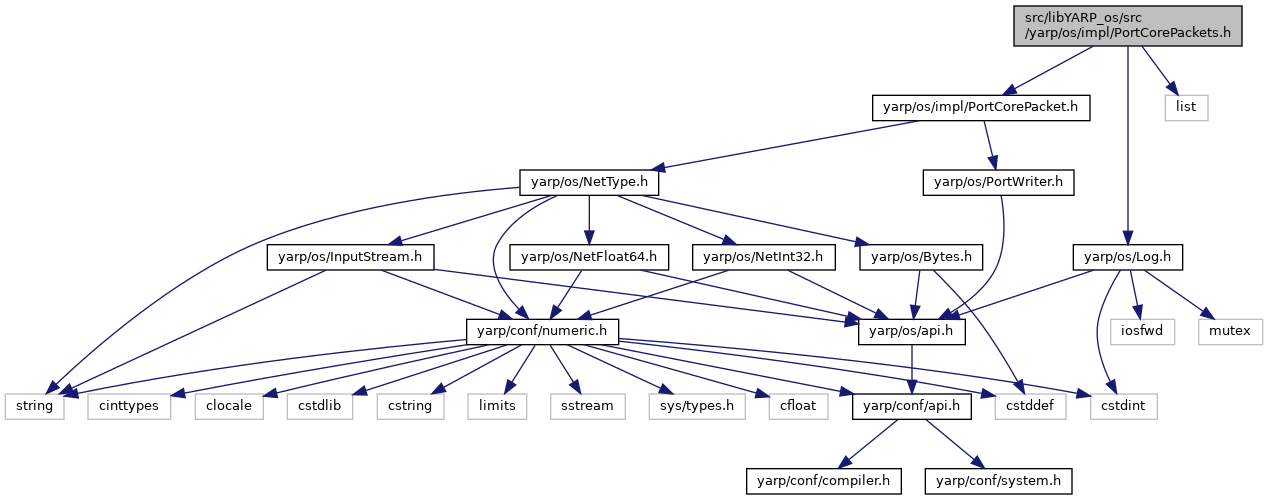 src/libYARP_os/src
/yarp/os/impl/PortCorePackets.h
yarp/os/impl/PortCorePacket.h
list
yarp/os/NetType.h
yarp/os/PortWriter.h
yarp/os/InputStream.h
yarp/os/NetFloat64.h
yarp/os/NetInt32.h
yarp/os/Bytes.h
yarp/os/Log.h
yarp/conf/numeric.h
yarp/os/api.h
iosfwd
mutex
string
cinttypes
clocale
cstdlib
cstring
limits
sstream
sys/types.h
cfloat
yarp/conf/api.h
cstddef
cstdint
yarp/conf/compiler.h
yarp/conf/system.h